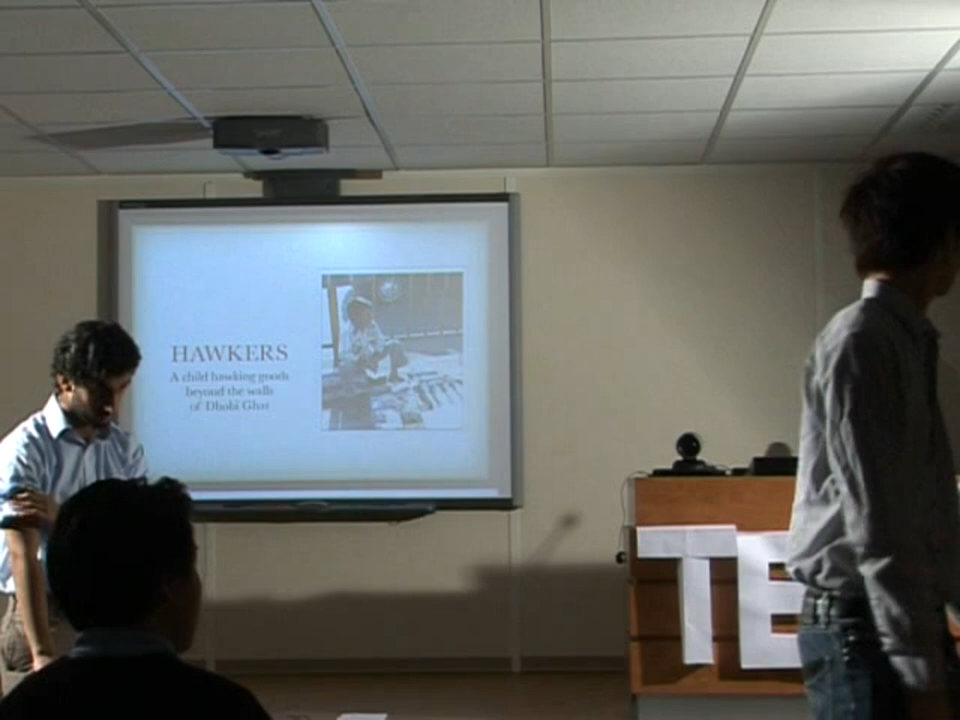 HAWKERS
A child hawking goods
beyond the walls
of Dhobi Ghat
TE